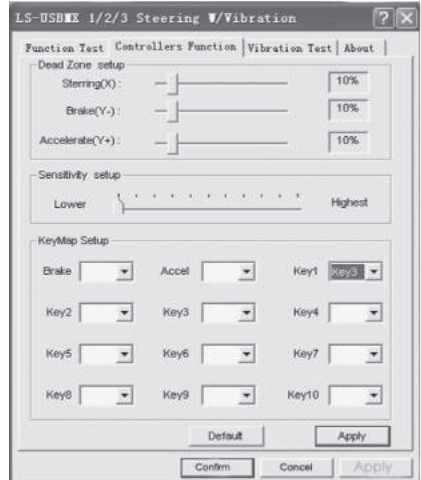 LS-USBMX 1/2/3 Steering W/Vibration
Function Test Controllers Function Vibration Test About
Dead Zone setup
Sterring(X): 10%
Brake(Y-): 10%
Accelerate(Y+): 10%
Sensitivity setup
Lower Highest
KeyMap Setup
Brake Accel Key1 Key3
Key2 Key3 Key4
Key5 Key6 Key7
Key8 Key9 Key10
Default Apply
Confirm Concel Apply